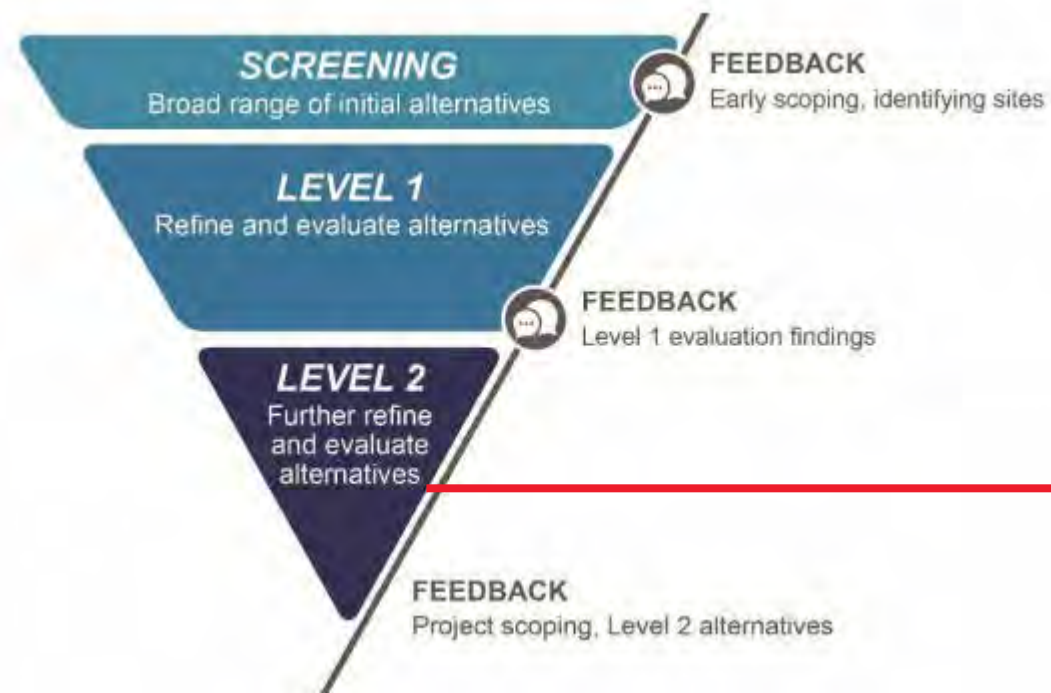 SCREENING
Broad range of initial alternatives
FEEDBACK
Early scoping, identifying sites
LEVEL 1
Refine and evaluate alternatives
FEEDBACK
Level 1 evaluation findings
LEVEL 2
Further refine
and evaluate
alternatives
FEEDBACK
Project scoping, Level 2 alternatives